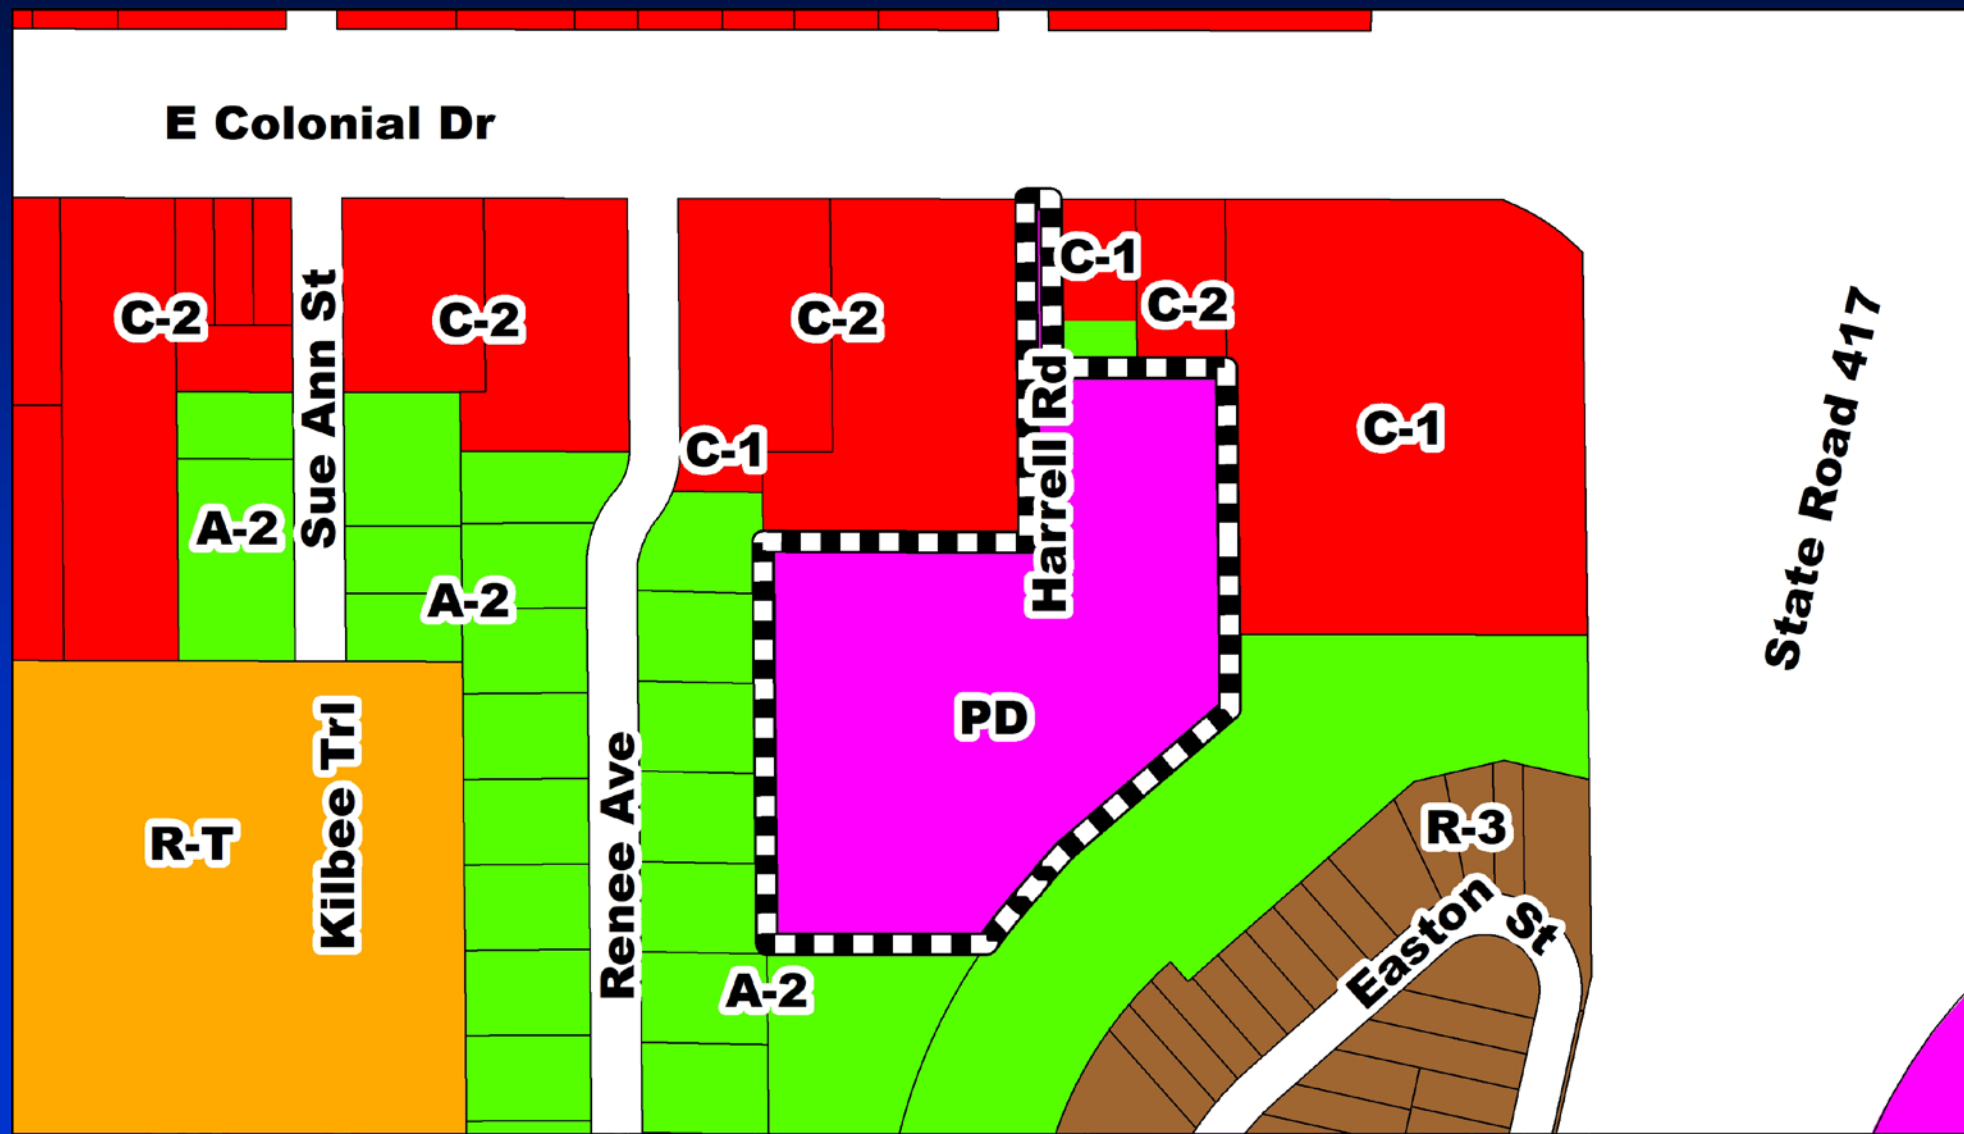 E Colonial Dr
C-2
Sue Ann St
C-2
C-2
C-1
C-2
C-1
State Road 417
C-1
Harrell Rd
A-2
A-2
PD
R-T
Kilbee Trl
Renee Ave
R-3
Easton St
A-2